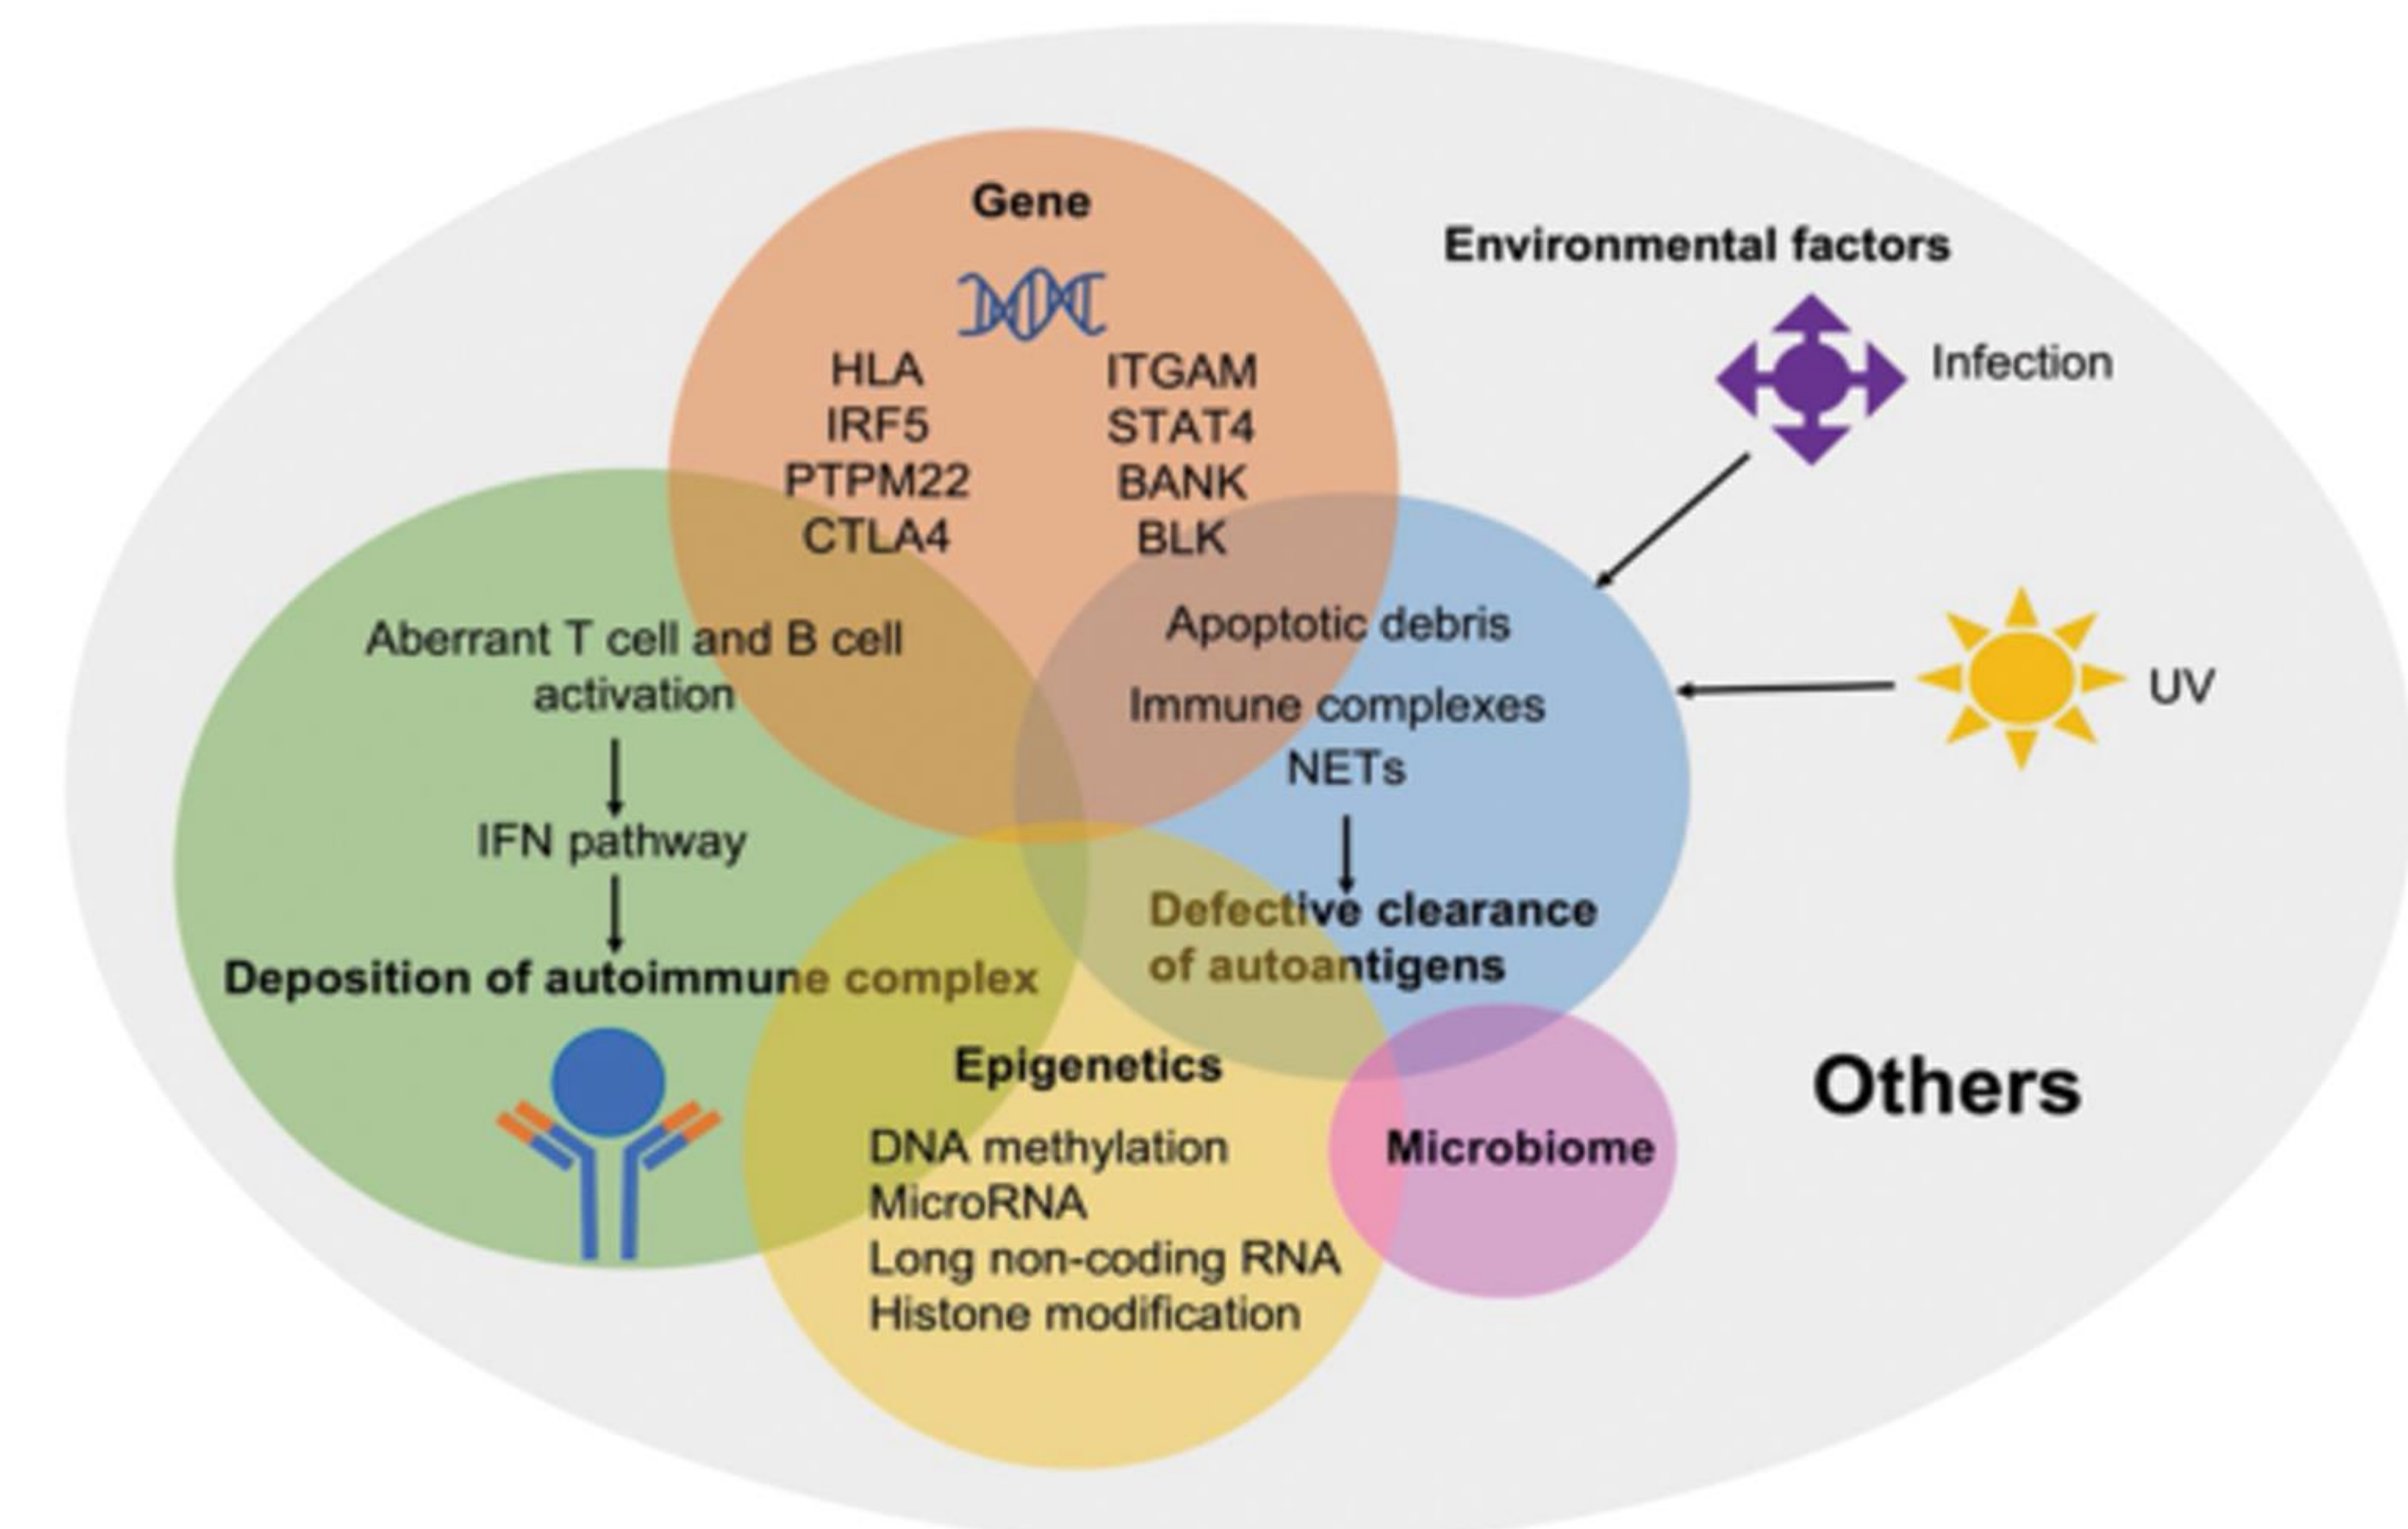 Gene
HLA
IRF5
PTPM22
CTLA4
ITGAM
STAT4
BANK
BLK
Environmental factors
Infection
UV
Aberrant T cell and B cell
activation
IFN pathway
Deposition of autoimmune complex
Apoptotic debris
Immune complexes
NETs
Defective clearance
of autoantigens
Epigenetics
DNA methylation
MicroRNA
Long non-coding RNA
Histone modification
Microbiome
Others